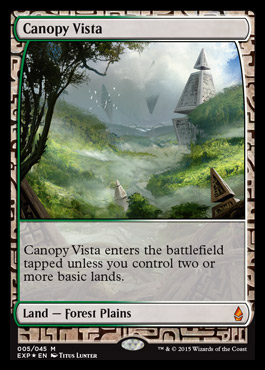 Canopy Vista
Canopy Vista enters the battlefield
tapped unless you control two or
more basic lands.
Land — Forest Plains
005/045 M
EXP • EN Titus Lunter
™ & © 2015 Wizards of the Coast